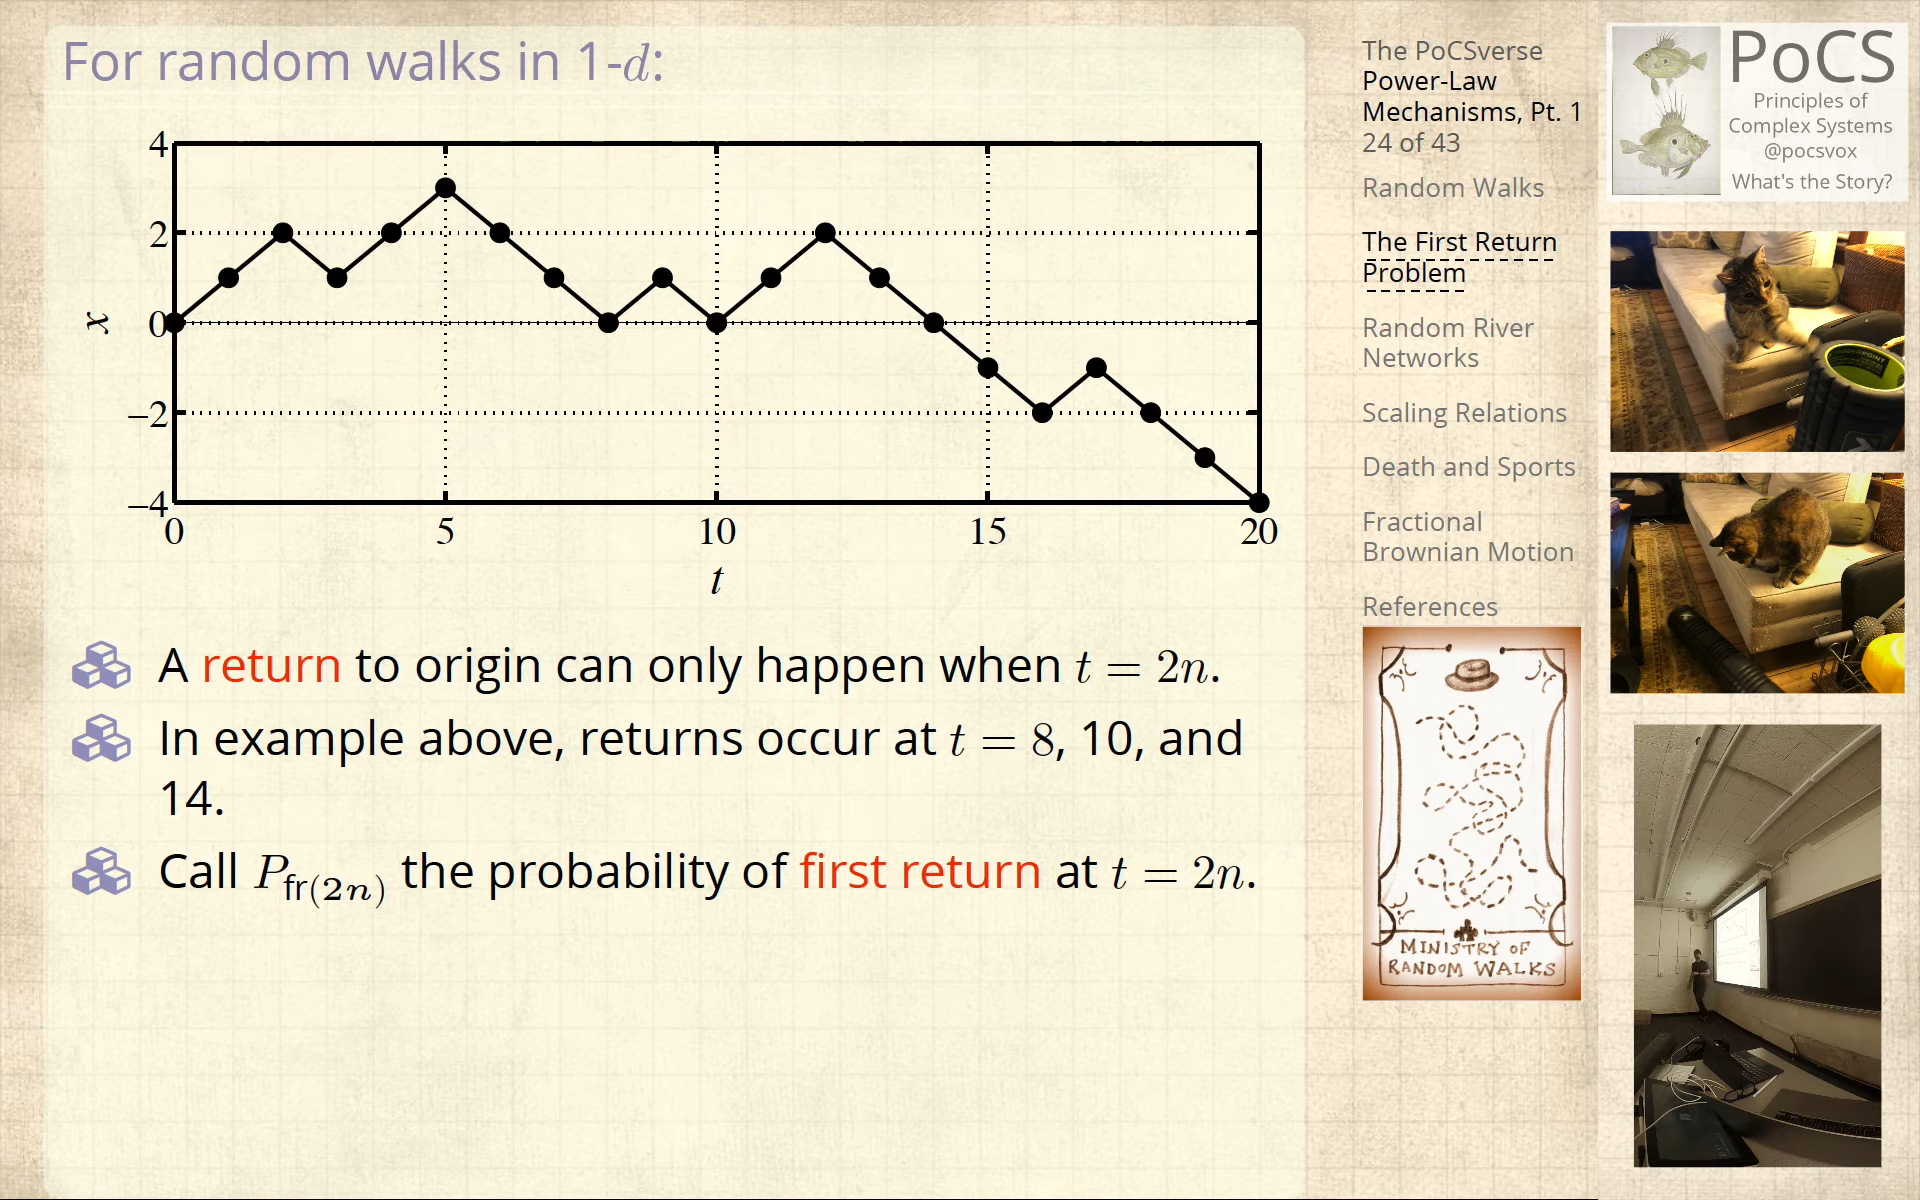 For random walks in 1-d:
4
2
0
−2
−4
x
0 5 10 15 20
t
A return to origin can only happen when t = 2n.
In example above, returns occur at t = 8, 10, and
14.
Call P_fr(2n) the probability of first return at t = 2n.
The PoCSverse
Power-Law
Mechanisms, Pt. 1
24 of 43
Random Walks
The First Return
Problem
Random River
Networks
Scaling Relations
Death and Sports
Fractional
Brownian Motion
References
MINISTRY OF
RANDOM WALKS
PoCS
Principles of
Complex Systems
@pocsvox
What's the Story?